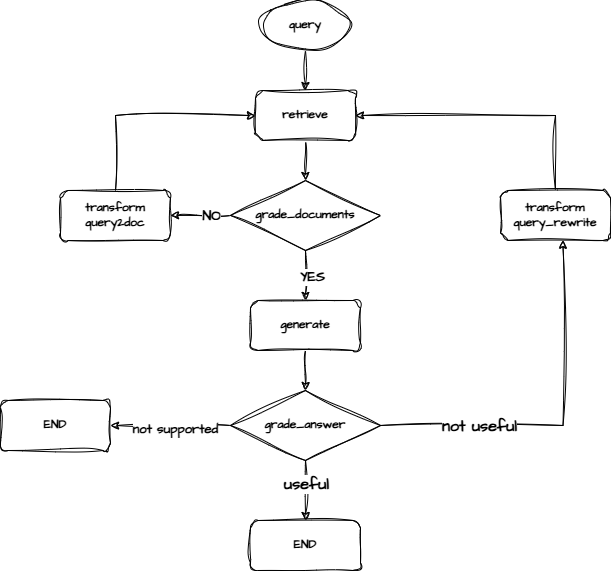 query
retrieve
transform
query2doc
NO
grade_documents
transform
query_rewrite
YES
generate
END
not supported
grade_answer
not useful
useful
END